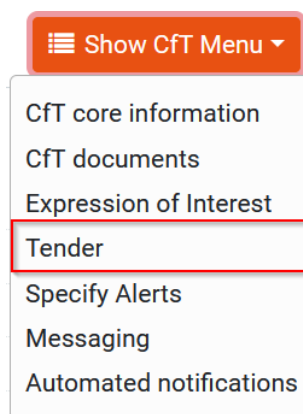 Show CfT Menu
CfT core information
CfT documents
Expression of Interest
Tender
Specify Alerts
Messaging
Automated notifications